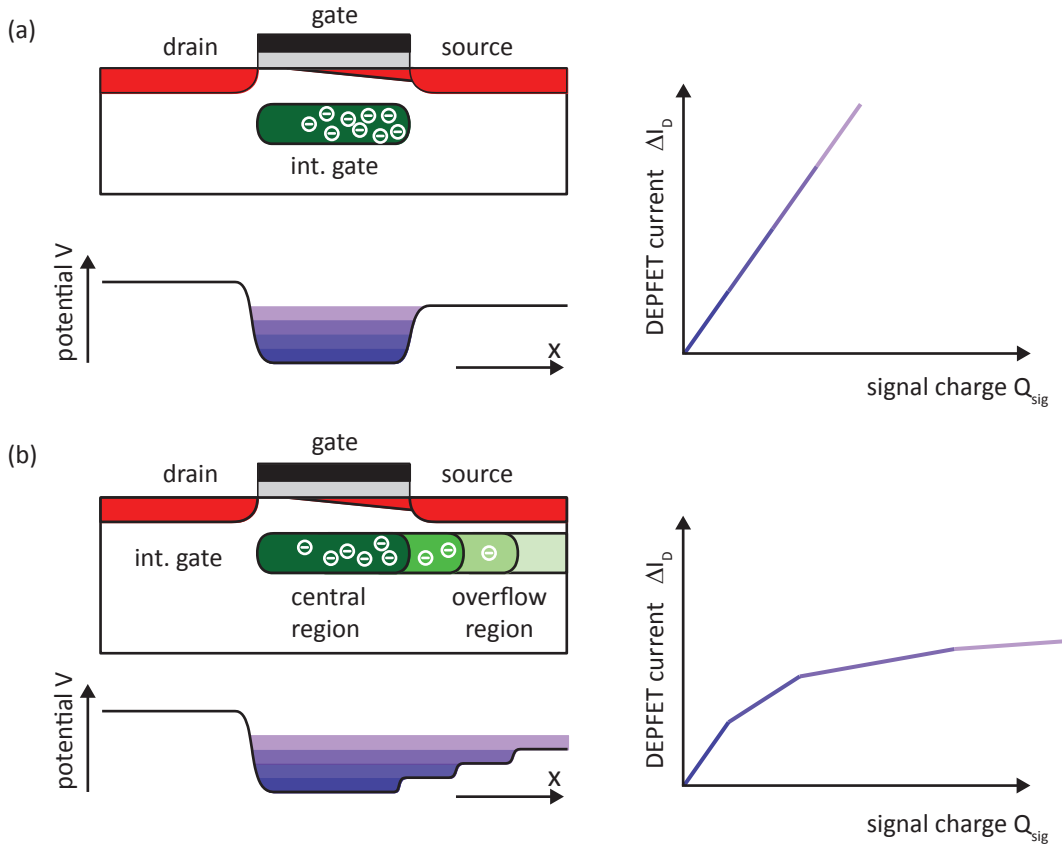 (a)
gate
drain
source
int. gate
potential V
x
DEPFET current ΔI_D
signal charge Q_sig
(b)
gate
drain
source
int. gate
central
region
overflow
region
potential V
x
DEPFET current ΔI_D
signal charge Q_sig